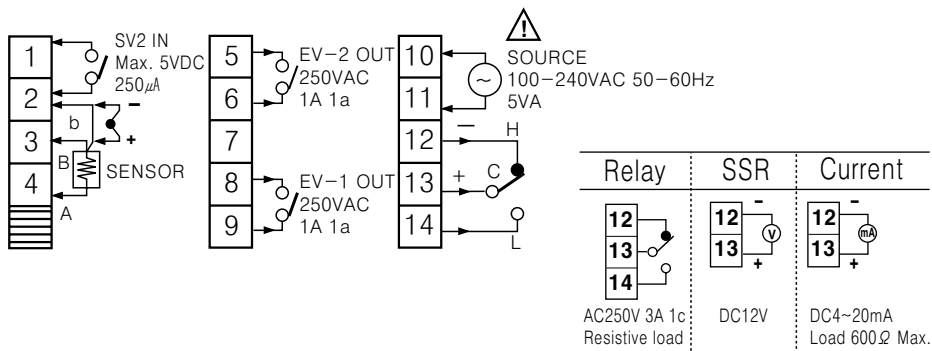 1
2
3
4
SV2 IN
Max. 5VDC
250㎂
−
b
+
B
SENSOR
A
5
6
7
8
9
EV−2 OUT
250VAC
1A 1a
EV−1 OUT
250VAC
1A 1a
10
11
12
13
14
!
SOURCE
100−240VAC 50−60Hz
5VA
~
−
H
+
C
L
Relay
SSR
Current
12
13
14
12
13
−
V
+
12
13
−
mA
+
AC250V 3A 1c
Resistive load
DC12V
DC4~20mA
Load 600Ω Max.